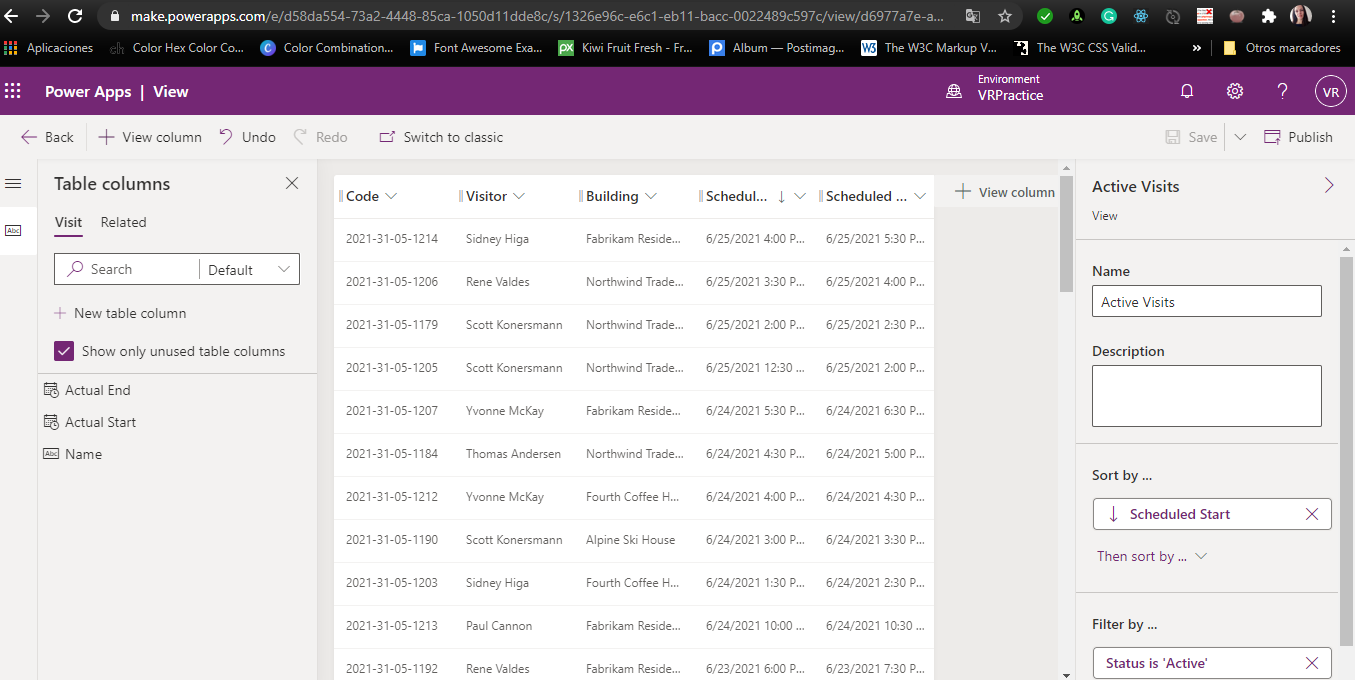 make.powerapps.com/e/d58da554-73a2-4448-85ca-1050d11dde8c/s/1326e96c-e6c1-eb11-bacc-0022489c597c/view/d6977a7e-a...
Aplicaciones Color Hex Color Co... Color Combination... Font Awesome Exa... Kiwi Fruit Fresh - Fr... Album — Postimag... The W3C Markup V... The W3C CSS Valid... » Otros marcadores
Power Apps | View
Environment
VRPractice
VR
Back View column Undo Redo Switch to classic Save Publish
Table columns
Visit Related
Search Default
New table column
Show only unused table columns
Actual End
Actual Start
Abc Name
Abc
Code Visitor Building Schedul... Scheduled ... View column
2021-31-05-1214 Sidney Higa Fabrikam Reside... 6/25/2021 4:00 P... 6/25/2021 5:30 P...
2021-31-05-1206 Rene Valdes Northwind Trade... 6/25/2021 3:30 P... 6/25/2021 4:00 P...
2021-31-05-1179 Scott Konersmann Northwind Trade... 6/25/2021 2:00 P... 6/25/2021 2:30 P...
2021-31-05-1205 Scott Konersmann Northwind Trade... 6/25/2021 12:30 ... 6/25/2021 2:00 P...
2021-31-05-1207 Yvonne McKay Fabrikam Reside... 6/24/2021 5:30 P... 6/24/2021 6:30 P...
2021-31-05-1184 Thomas Andersen Northwind Trade... 6/24/2021 4:30 P... 6/24/2021 5:00 P...
2021-31-05-1212 Yvonne McKay Fourth Coffee H... 6/24/2021 4:00 P... 6/24/2021 4:30 P...
2021-31-05-1190 Scott Konersmann Alpine Ski House 6/24/2021 3:00 P... 6/24/2021 3:30 P...
2021-31-05-1203 Sidney Higa Fourth Coffee H... 6/24/2021 1:30 P... 6/24/2021 2:30 P...
2021-31-05-1213 Paul Cannon Fabrikam Reside... 6/24/2021 10:00 ... 6/24/2021 10:30 ...
2021-31-05-1192 Rene Valdes Fabrikam Reside... 6/23/2021 6:00 P... 6/23/2021 7:30 P...
Active Visits
View
Name
Active Visits
Description
Sort by ...
Scheduled Start
Then sort by ...
Filter by ...
Status is 'Active'